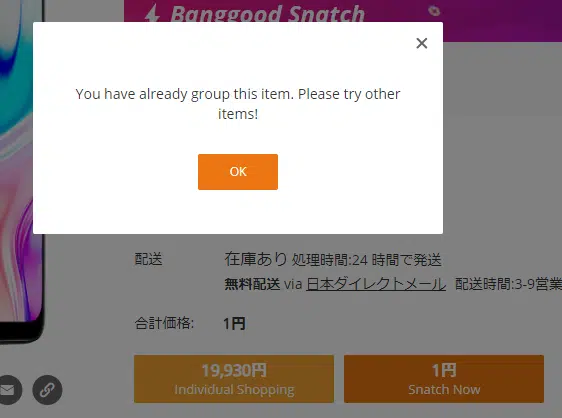 Banggood Snatch
You have already group this item. Please try other
items!
OK
配送
在庫あり 処理時間:24 時間で発送
無料配送 via 日本ダイレクトメール 配送時間:3-9営業
合計価格: 1円
19,930円
Individual Shopping
1円
Snatch Now